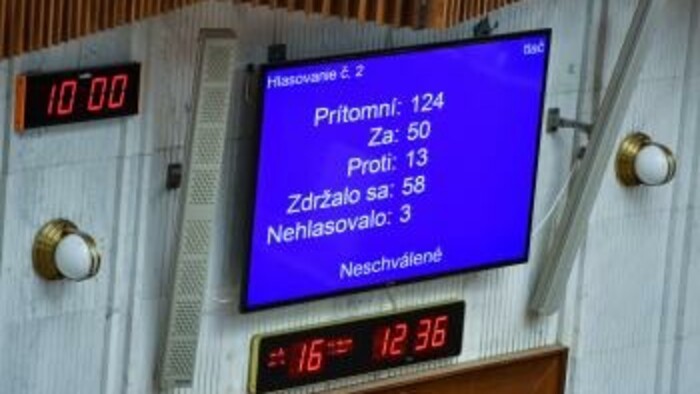 10 00
tlač
Hlasovanie č. 2
Prítomní: 124
Za: 50
Proti: 13
Zdržalo sa: 58
Nehlasovalo: 3
Neschválené
16 12 36